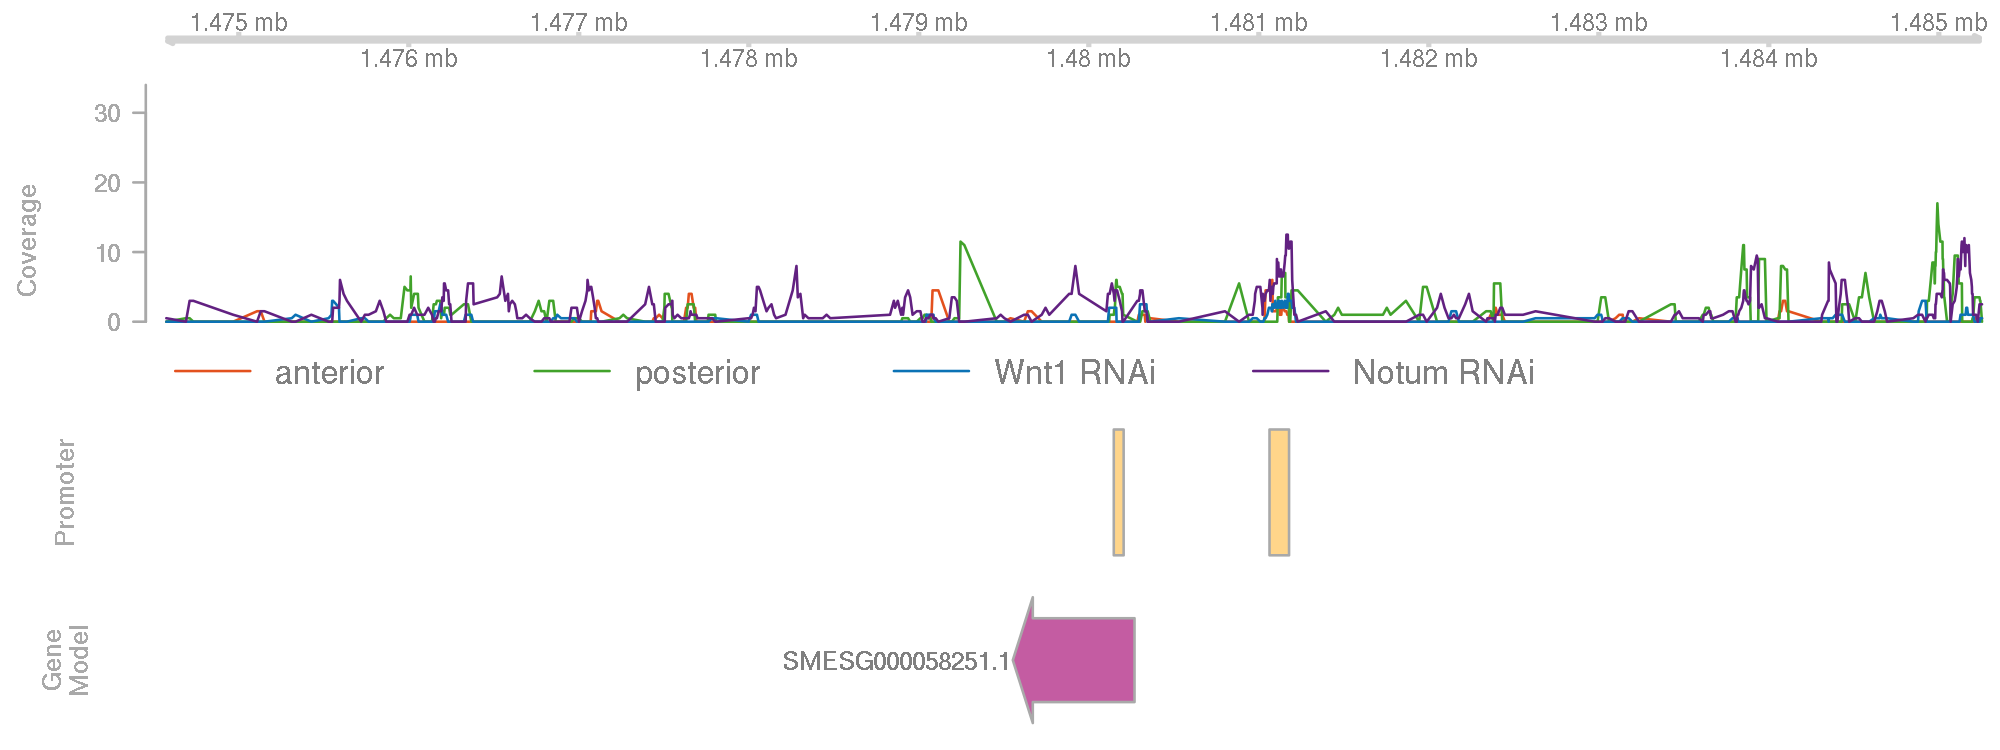 1.475 mb 1.477 mb 1.479 mb 1.481 mb 1.483 mb 1.485 mb
1.476 mb 1.478 mb 1.48 mb 1.482 mb 1.484 mb
Coverage
30
20
10
0
anterior posterior Wnt1 RNAi Notum RNAi
Promoter
Gene
Model
SMESG000058251.1